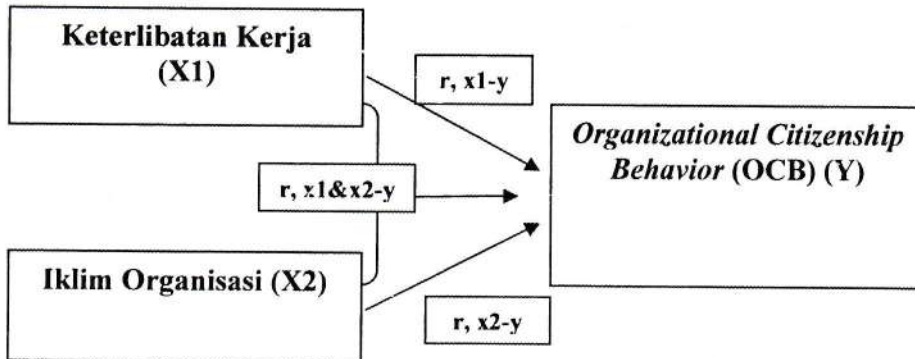 Keterlibatan Kerja
(X1)
r, x1-y
Organizational Citizenship
Behavior (OCB) (Y)
r, x1&x2-y
Iklim Organisasi (X2)
r, x2-y